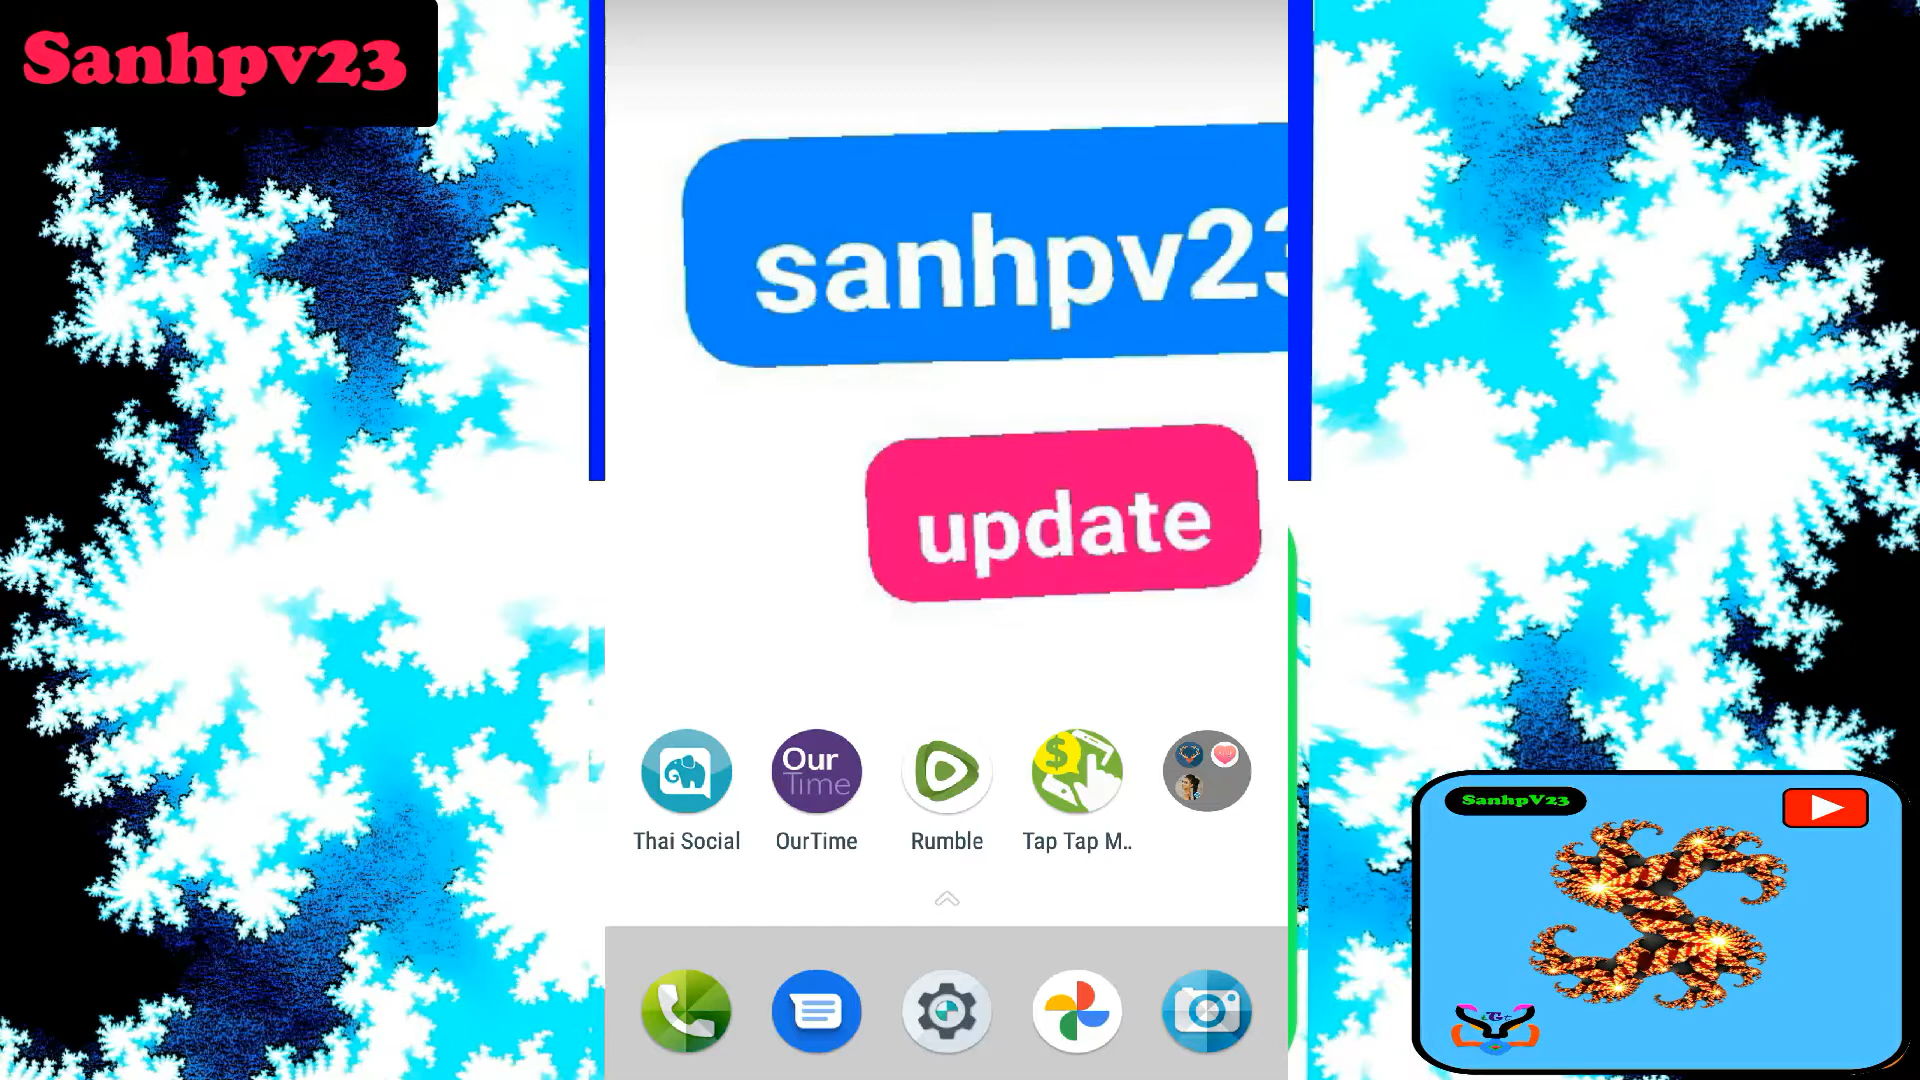 Sanhpv23
sanhpv23
update
Our
Time
$
Thai Social
OurTime
Rumble
Tap Tap M..
SanhpV23